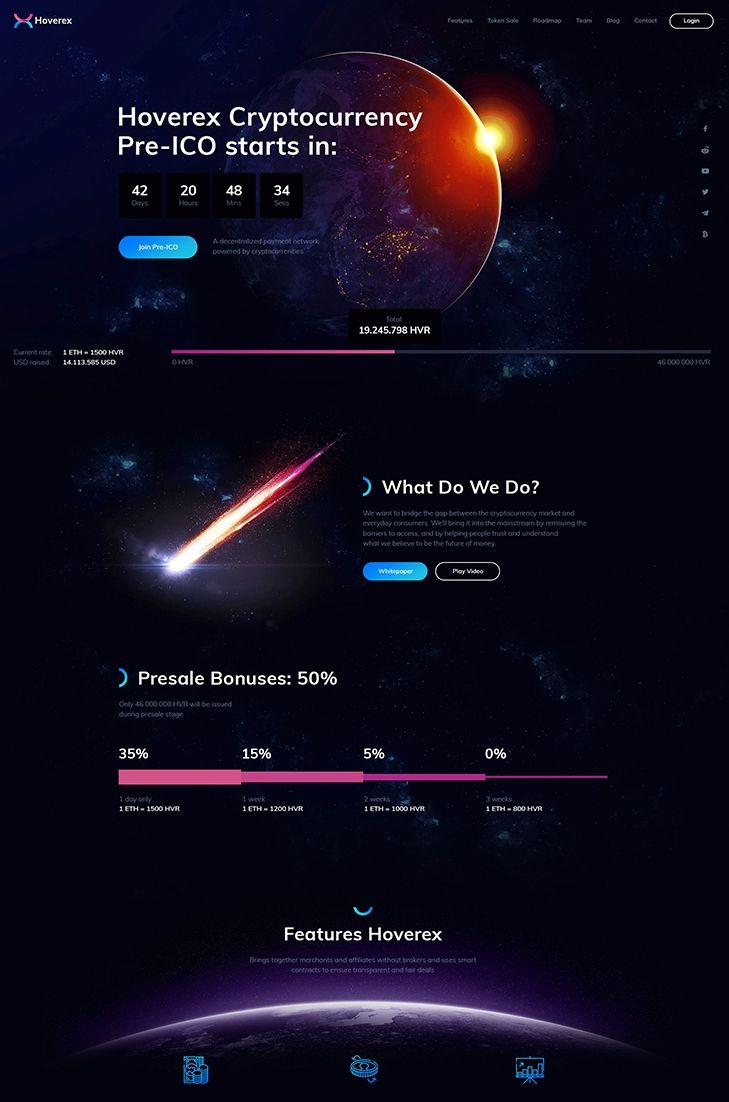 Hoverex
Features Token Sale Roadmap Team Blog Contact Login
Hoverex Cryptocurrency
Pre-ICO starts in:
42 20 48 34
Days Hours Mins Secs
Join Pre-ICO
A decentralized payment network
powered by cryptocurrencies
Total
19.245.798 HVR
Current rate: 1 ETH = 1500 HVR
USD raised: 14.113.585 USD
0 HVR 46.000.000 HVR
What Do We Do?
We want to bridge the gap between the cryptocurrency market and
everyday consumers. We'll bring it into the mainstream by removing the
barriers to access, and by helping people trust and understand
what we believe to be the future of money.
Whitepaper Play Video
Presale Bonuses: 50%
Only 46.000.000 HVR will be issued
during presale stage
35% 15% 5% 0%
1 day only 1 week 2 weeks 3 weeks
1 ETH = 1500 HVR 1 ETH = 1200 HVR 1 ETH = 1000 HVR 1 ETH = 800 HVR
Features Hoverex
Brings together merchants and affiliates without brokers and uses smart
contracts to ensure transparent and fair deals